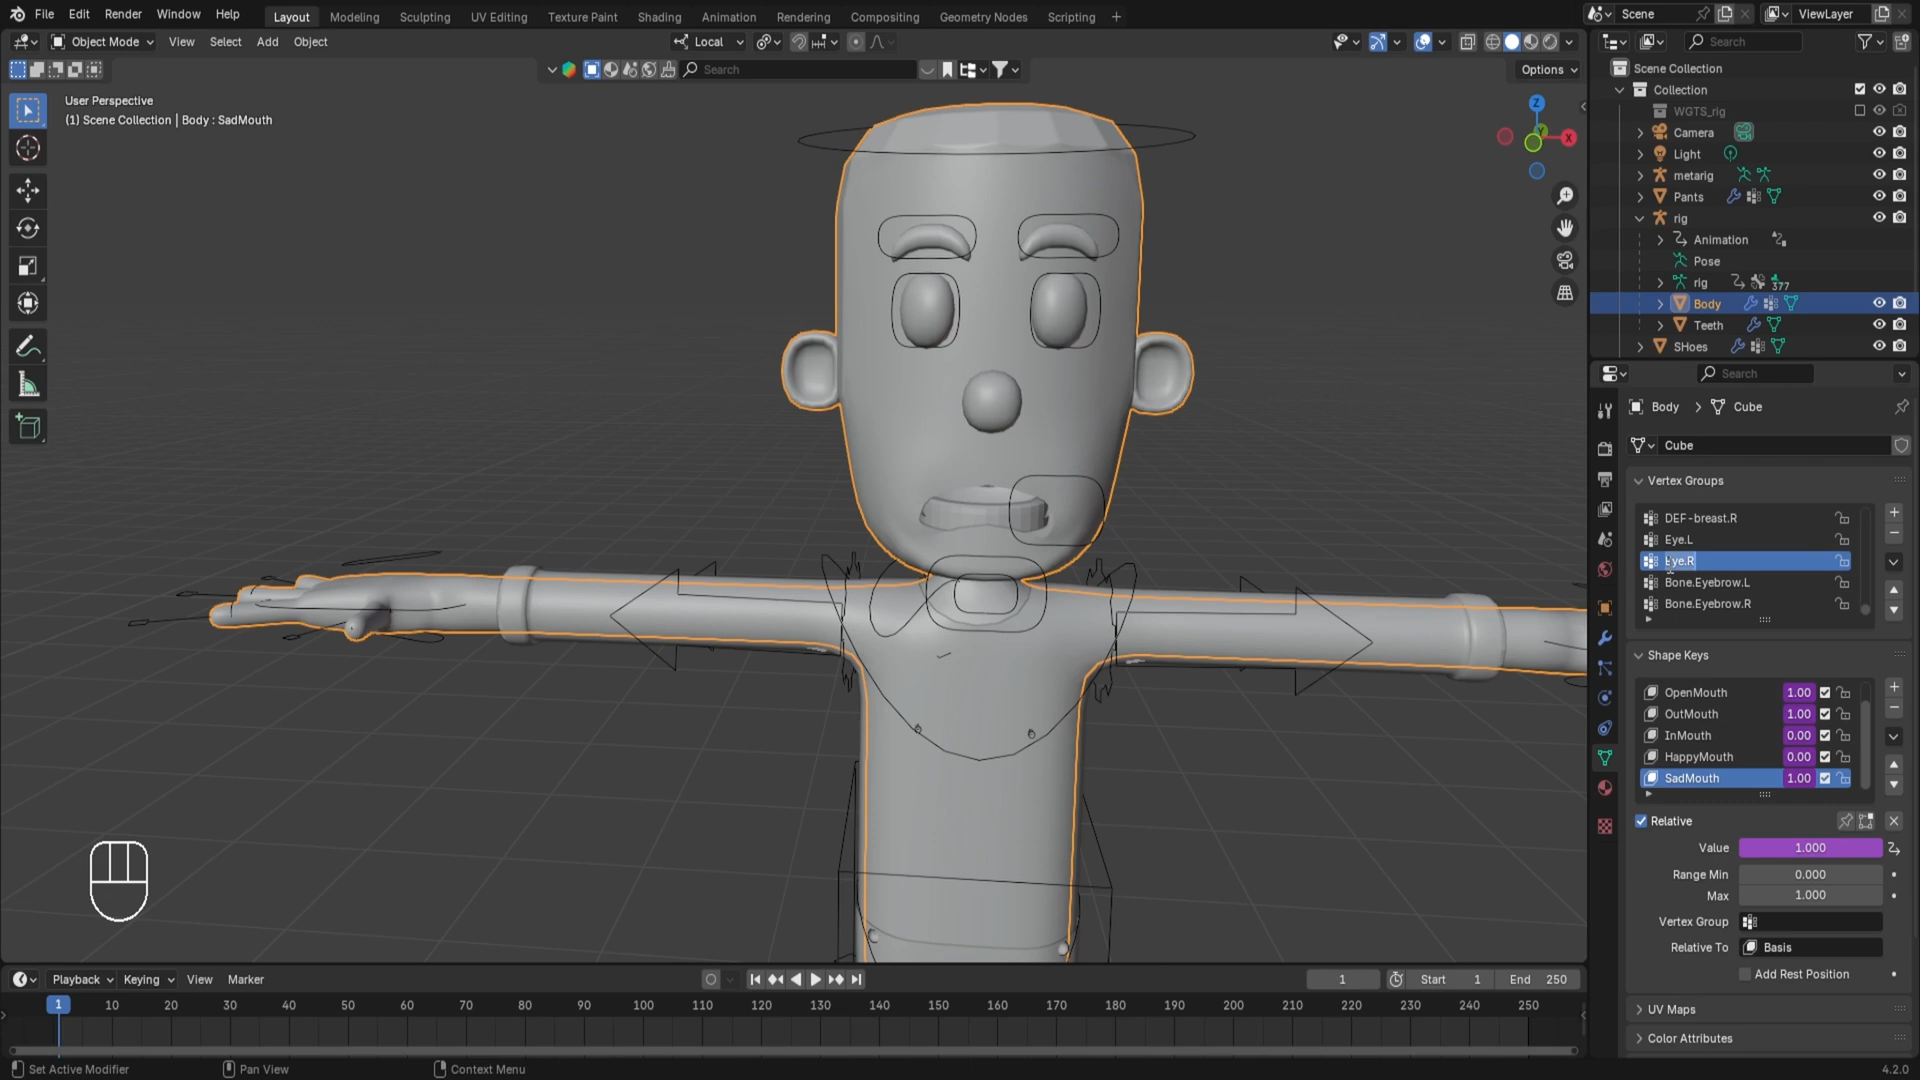 File Edit Render Window Help Layout Modeling Sculpting UV Editing Texture Paint Shading Animation Rendering Compositing Geometry Nodes Scripting + Scene ViewLayer
Object Mode View Select Add Object Local Search
Search Options
User Perspective
(1) Scene Collection | Body : SadMouth
Z
X
Scene Collection
Collection
WGTS_rig
Camera
Light
metarig
Pants
rig
Animation
Pose
rig 377
Body
Teeth
SHoes
Search
Body > Cube
Cube
Vertex Groups
DEF-breast.R
Eye.L
Eye.R
Bone.Eyebrow.L
Bone.Eyebrow.R
Shape Keys
OpenMouth 1.00
OutMouth 1.00
InMouth 0.00
HappyMouth 0.00
SadMouth 1.00
Relative
Value 1.000
Range Min 0.000
Max 1.000
Vertex Group
Relative To Basis
Add Rest Position
UV Maps
Color Attributes
Playback Keying View Marker 1 Start 1 End 250
1 10 20 30 40 50 60 70 80 90 100 110 120 130 140 150 160 170 180 190 200 210 220 230 240 250
Set Active Modifier Pan View Context Menu 4.2.0